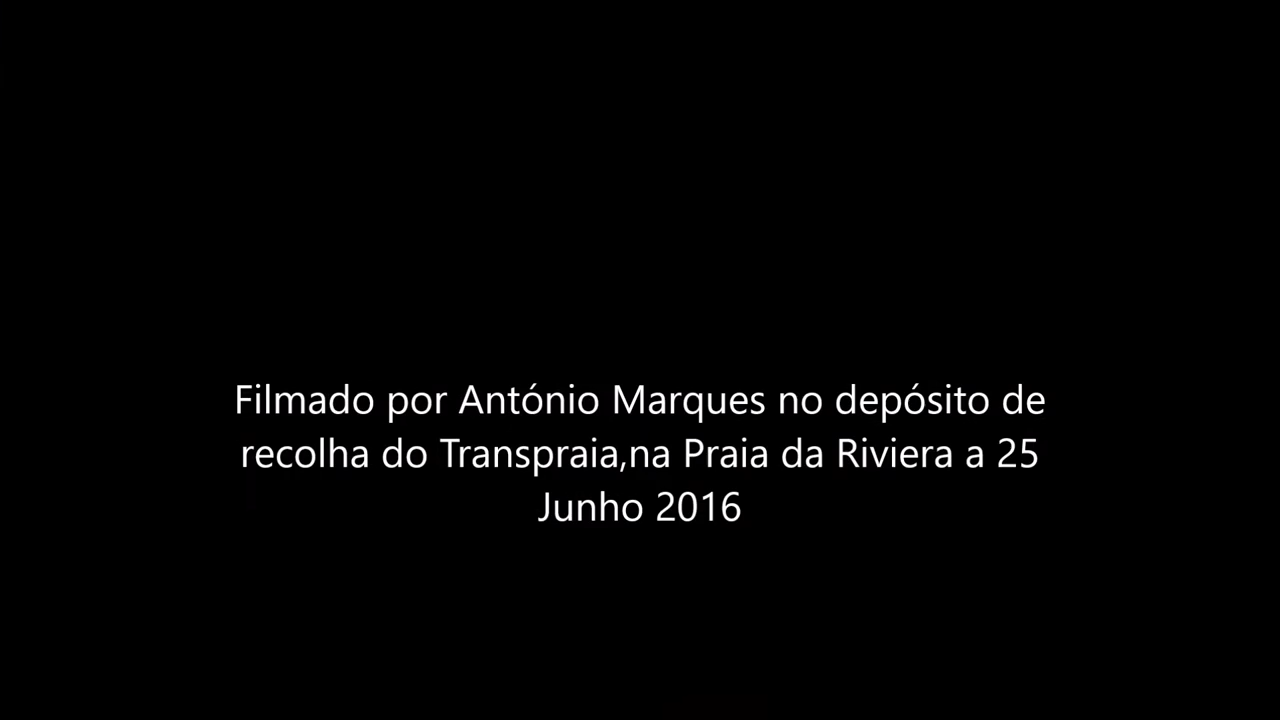 Filmado por António Marques no depósito de
recolha do Transpraia,na Praia da Riviera a 25
Junho 2016